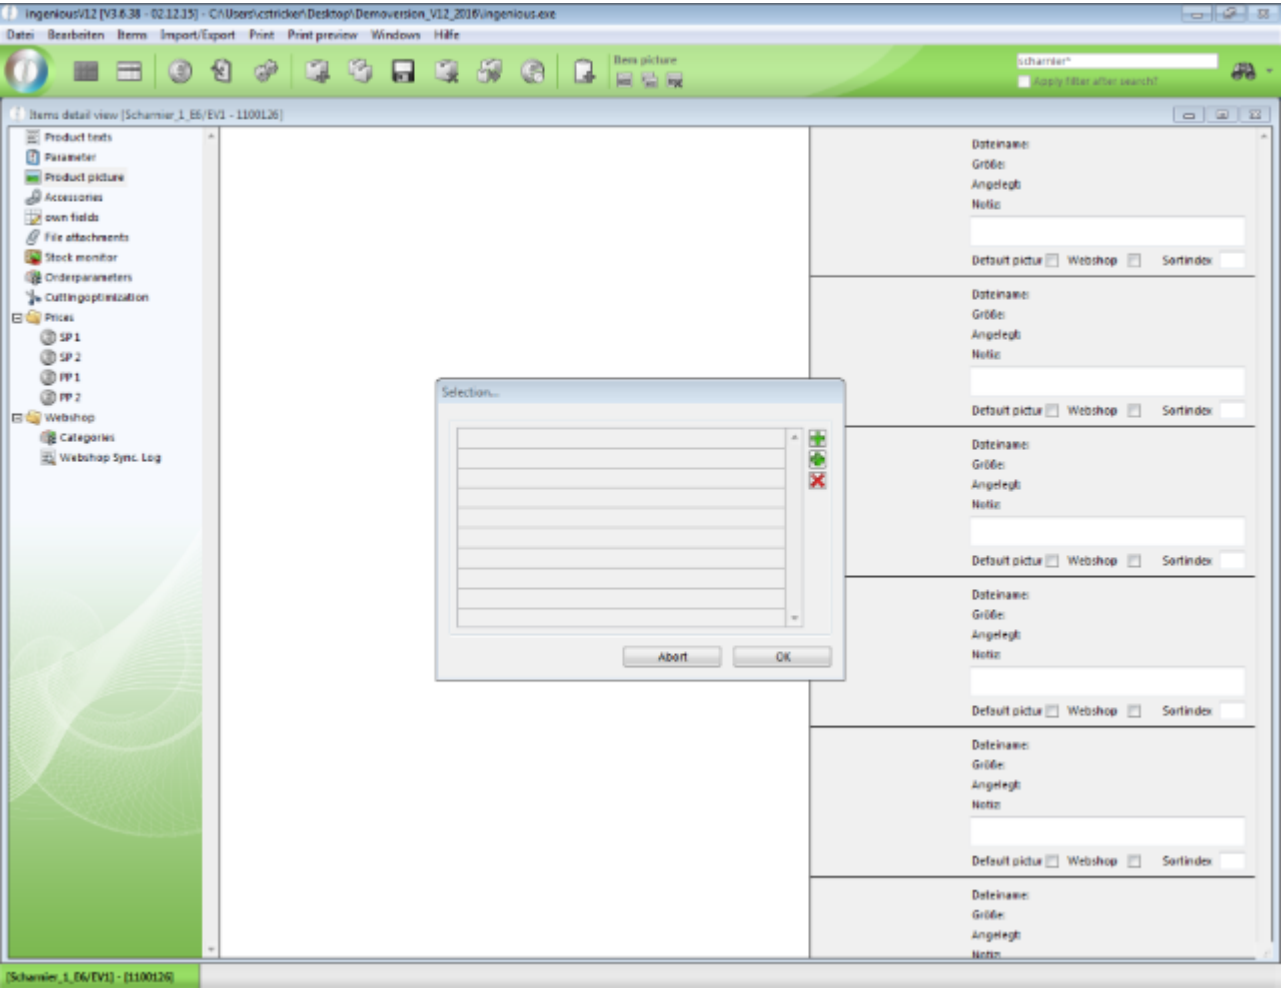 ingeniousV12 [V3.6.38 - 02.12.15] - C:\Users\cstricker\Desktop\Demoversion_V12_2016\ingenious.exe
Datei Bearbeiten Items Import/Export Print Print preview Windows Hilfe
Item picture
scharnier*
Apply filter after search?
Items detail view [Scharnier_1_E6/EV1 - 1100126]
Product texts
Parameter
Product picture
Accessories
own fields
File attachments
Stock monitor
Orderparameters
Cuttingoptimization
Prices
SP 1
SP 2
PP 1
PP 2
Webshop
Categories
Webshop Sync. Log
Selection...
Abort OK
Dateiname:
Größe:
Angelegt:
Notiz:
Default pictur Webshop Sortindex
Dateiname:
Größe:
Angelegt:
Notiz:
Default pictur Webshop Sortindex
Dateiname:
Größe:
Angelegt:
Notiz:
Default pictur Webshop Sortindex
Dateiname:
Größe:
Angelegt:
Notiz:
Default pictur Webshop Sortindex
Dateiname:
Größe:
Angelegt:
Notiz:
Default pictur Webshop Sortindex
Dateiname:
Größe:
Angelegt:
Notiz:
[Scharnier_1_E6/EV1] - [1100126]